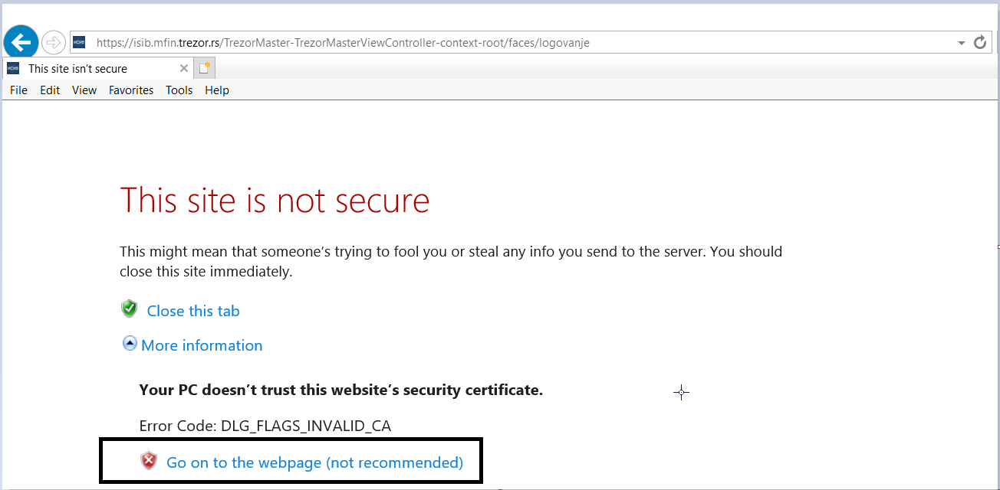 https://isib.mfin.trezor.rs/TrezorMaster-TrezorMasterViewController-context-root/faces/logovanje
This site isn't secure
File Edit View Favorites Tools Help
This site is not secure
This might mean that someone's trying to fool you or steal any info you send to the server. You should
close this site immediately.
Close this tab
More information
Your PC doesn't trust this website's security certificate.
Error Code: DLG_FLAGS_INVALID_CA
Go on to the webpage (not recommended)